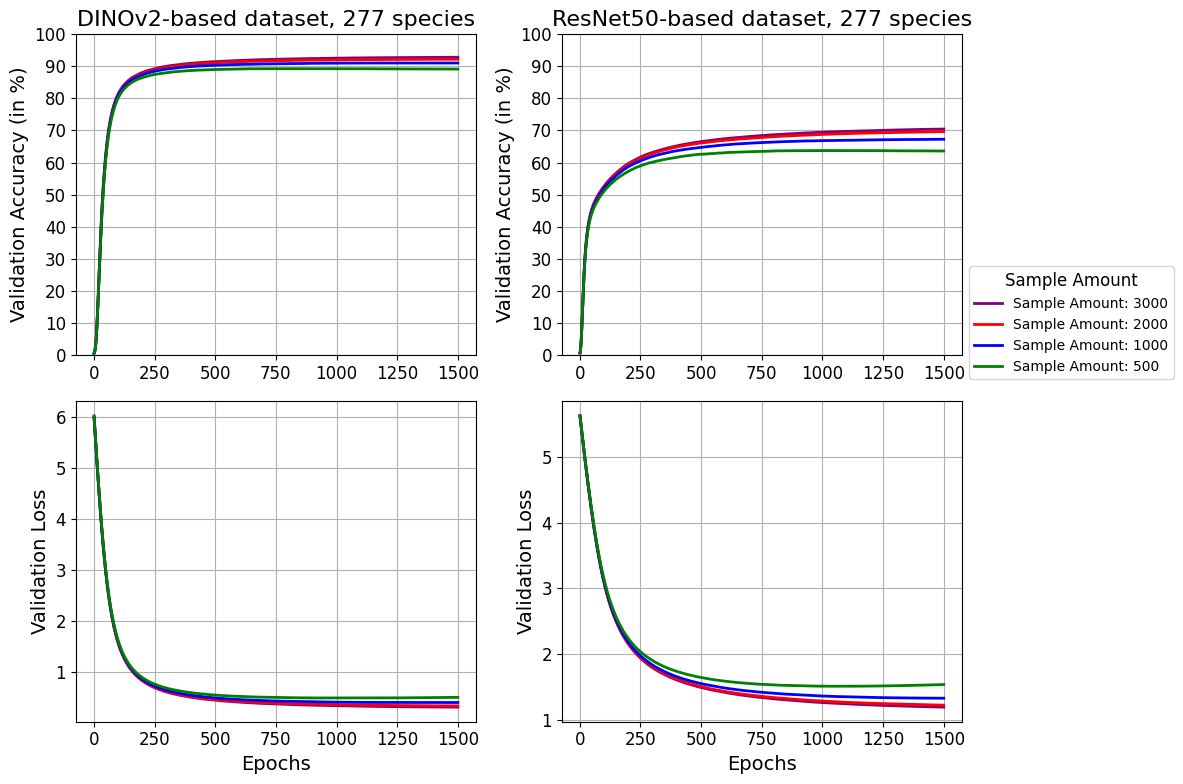 DINOv2-based dataset, 277 species
Validation Accuracy (in %)
100
90
80
70
60
50
40
30
20
10
0
0 250 500 750 1000 1250 1500
ResNet50-based dataset, 277 species
Validation Accuracy (in %)
100
90
80
70
60
50
40
30
20
10
0
0 250 500 750 1000 1250 1500
Sample Amount
Sample Amount: 3000
Sample Amount: 2000
Sample Amount: 1000
Sample Amount: 500
Validation Loss
6
5
4
3
2
1
0 250 500 750 1000 1250 1500
Epochs
Validation Loss
5
4
3
2
1
0 250 500 750 1000 1250 1500
Epochs